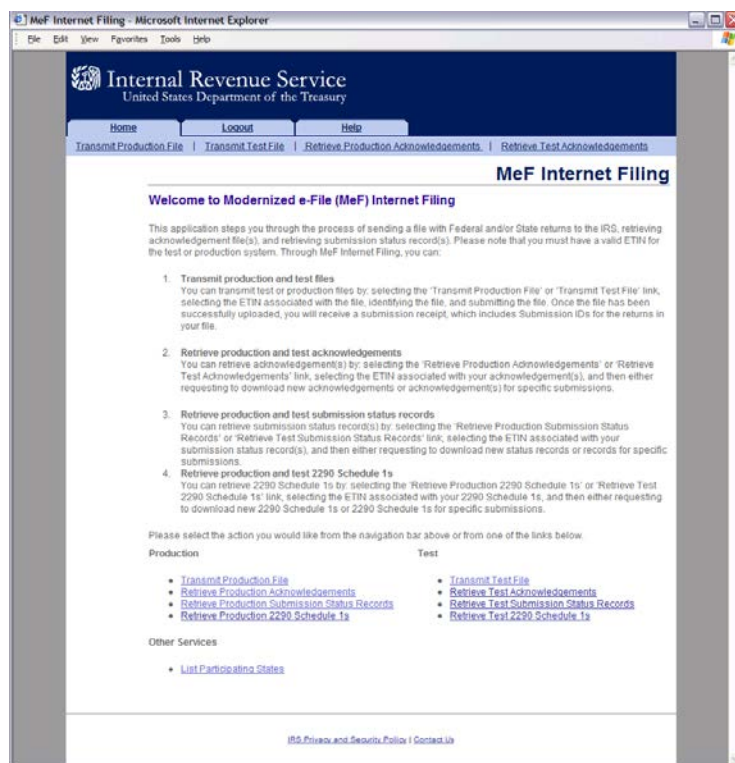 MeF Internet Filing - Microsoft Internet Explorer
File Edit View Favorites Tools Help
Internal Revenue Service
United States Department of the Treasury
Home Logout Help
Transmit Production File | Transmit Test File | Retrieve Production Acknowledgements | Retrieve Test Acknowledgements
MeF Internet Filing
Welcome to Modernized e-File (MeF) Internet Filing
This application steps you through the process of sending a file with Federal and/or State returns to the IRS, retrieving
acknowledgement file(s), and retrieving submission status record(s). Please note that you must have a valid ETIN for
the test or production system. Through MeF Internet Filing, you can:
1. Transmit production and test files
You can transmit test or production files by: selecting the 'Transmit Production File' or 'Transmit Test File' link,
selecting the ETIN associated with the file, identifying the file, and submitting the file. Once the file has been
successfully uploaded, you will receive a submission receipt, which includes Submission IDs for the returns in
your file.
2. Retrieve production and test acknowledgements
You can retrieve acknowledgement(s) by: selecting the 'Retrieve Production Acknowledgements' or 'Retrieve
Test Acknowledgements' link, selecting the ETIN associated with your acknowledgement(s), and then either
requesting to download new acknowledgements or acknowledgement(s) for specific submissions.
3. Retrieve production and test submission status records
You can retrieve submission status record(s) by: selecting the 'Retrieve Production Submission Status
Records' or 'Retrieve Test Submission Status Records' link, selecting the ETIN associated with your
submission status record(s), and then either requesting to download new status records or records for specific
submissions.
4. Retrieve production and test 2290 Schedule 1s
You can retrieve 2290 Schedule 1s by: selecting the 'Retrieve Production 2290 Schedule 1s' or 'Retrieve Test
2290 Schedule 1s' link, selecting the ETIN associated with your 2290 Schedule 1s, and then either requesting
to download new 2290 Schedule 1s or 2290 Schedule 1s for specific submissions.
Please select the action you would like from the navigation bar above or from one of the links below.
Production Test
• Transmit Production File • Transmit Test File
• Retrieve Production Acknowledgements • Retrieve Test Acknowledgements
• Retrieve Production Submission Status Records • Retrieve Test Submission Status Records
• Retrieve Production 2290 Schedule 1s • Retrieve Test 2290 Schedule 1s
Other Services
• List Participating States
IRS Privacy and Security Policy | Contact Us